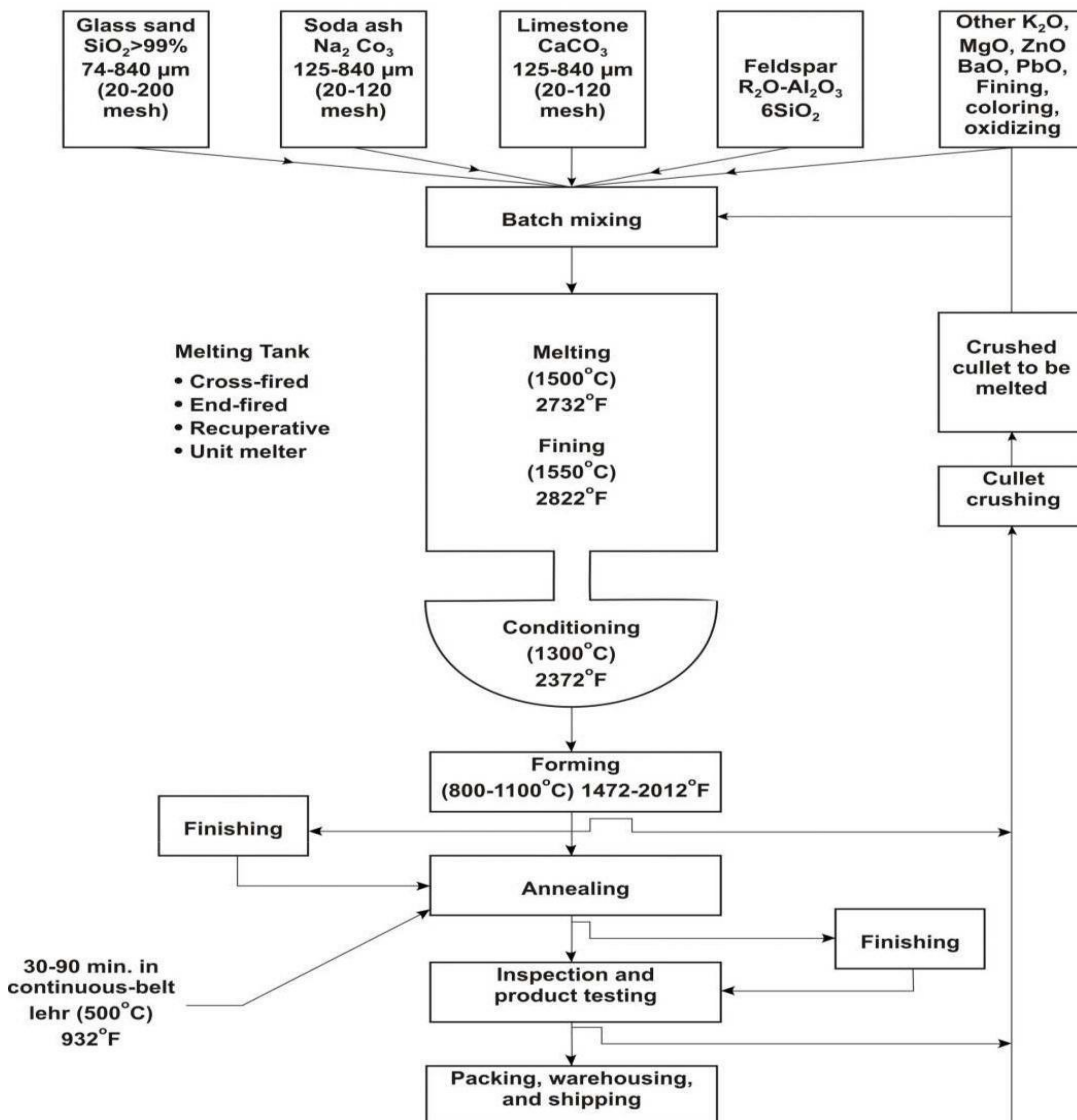 Glass sand
SiO₂>99%
74-840 µm
(20-200
mesh)
Soda ash
Na₂ Co₃
125-840 µm
(20-120
mesh)
Limestone
CaCO₃
125-840 µm
(20-120
mesh)
Feldspar
R₂O-Al₂O₃
6SiO₂
Other K₂O,
MgO, ZnO
BaO, PbO,
Fining,
coloring,
oxidizing
Batch mixing
Melting Tank
• Cross-fired
• End-fired
• Recuperative
• Unit melter
Melting
(1500°C)
2732°F
Fining
(1550°C)
2822°F
Crushed
cullet to be
melted
Cullet
crushing
Conditioning
(1300°C)
2372°F
Forming
(800-1100°C) 1472-2012°F
Finishing
Annealing
Finishing
30-90 min. in
continuous-belt
lehr (500°C)
932°F
Inspection and
product testing
Packing, warehousing,
and shipping